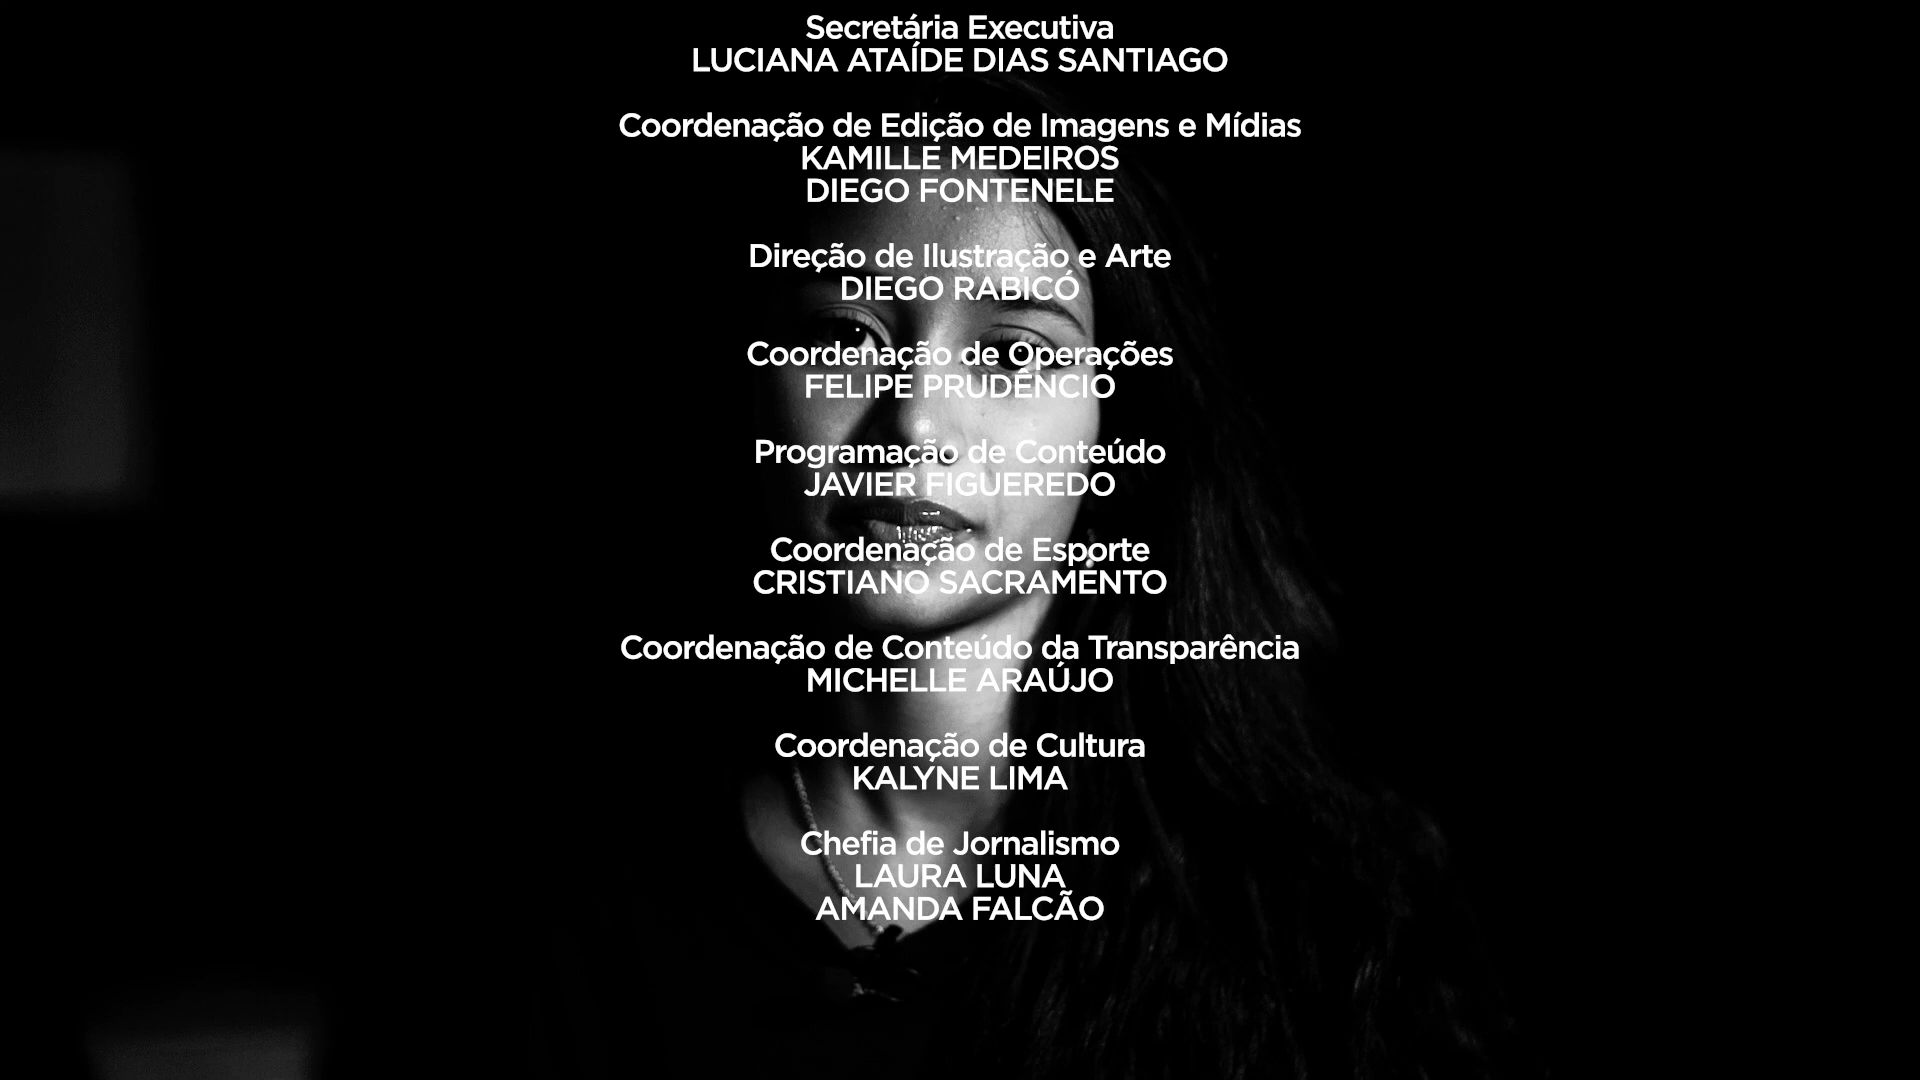 Secretária Executiva
LUCIANA ATAÍDE DIAS SANTIAGO
Coordenação de Edição de Imagens e Mídias
KAMILLE MEDEIROS
DIEGO FONTENELE
Direção de Ilustração e Arte
DIEGO RABICÓ
Coordenação de Operações
FELIPE PRUDÊNCIO
Programação de Conteúdo
JAVIER FIGUEREDO
Coordenação de Esporte
CRISTIANO SACRAMENTO
Coordenação de Conteúdo da Transparência
MICHELLE ARAÚJO
Coordenação de Cultura
KALYNE LIMA
Chefia de Jornalismo
LAURA LUNA
AMANDA FALCÃO